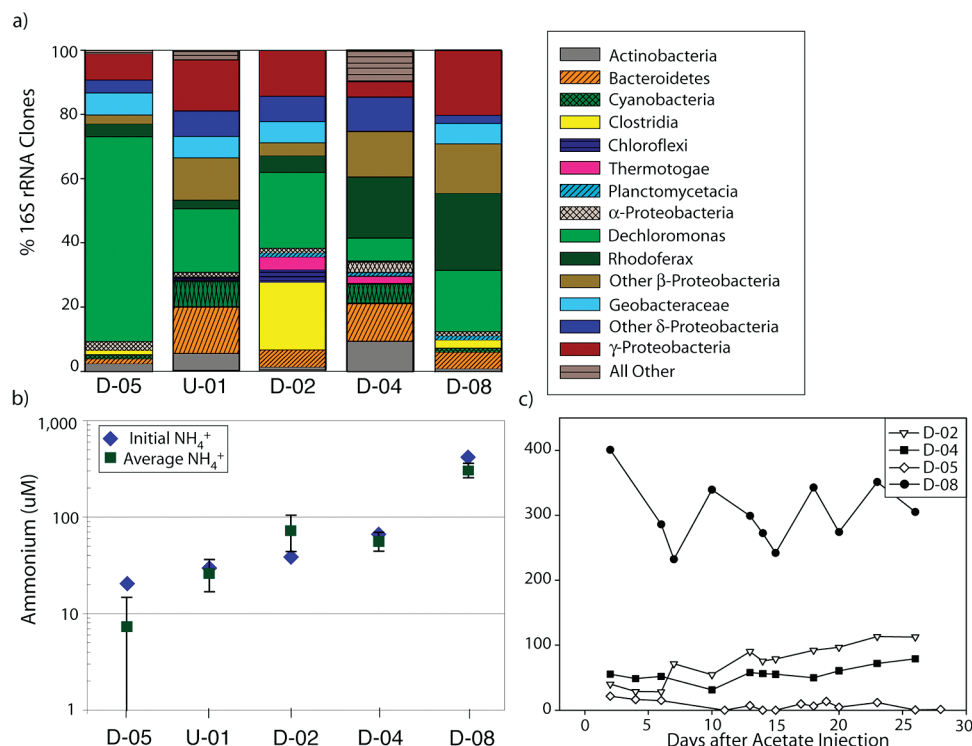 a)
100
80
60
40
20
0
% 16S rRNA Clones
D-05 U-01 D-02 D-04 D-08
Actinobacteria
Bacteroidetes
Cyanobacteria
Clostridia
Chloroflexi
Thermotogae
Planctomycetacia
α-Proteobacteria
Dechloromonas
Rhodoferax
Other β-Proteobacteria
Geobacteraceae
Other δ-Proteobacteria
γ-Proteobacteria
All Other
b)
1,000
100
10
1
Ammonium (uM)
Initial NH₄⁺
Average NH₄⁺
D-05 U-01 D-02 D-04 D-08
c)
400
300
200
100
0
D-02
D-04
D-05
D-08
0 5 10 15 20 25 30
Days after Acetate Injection